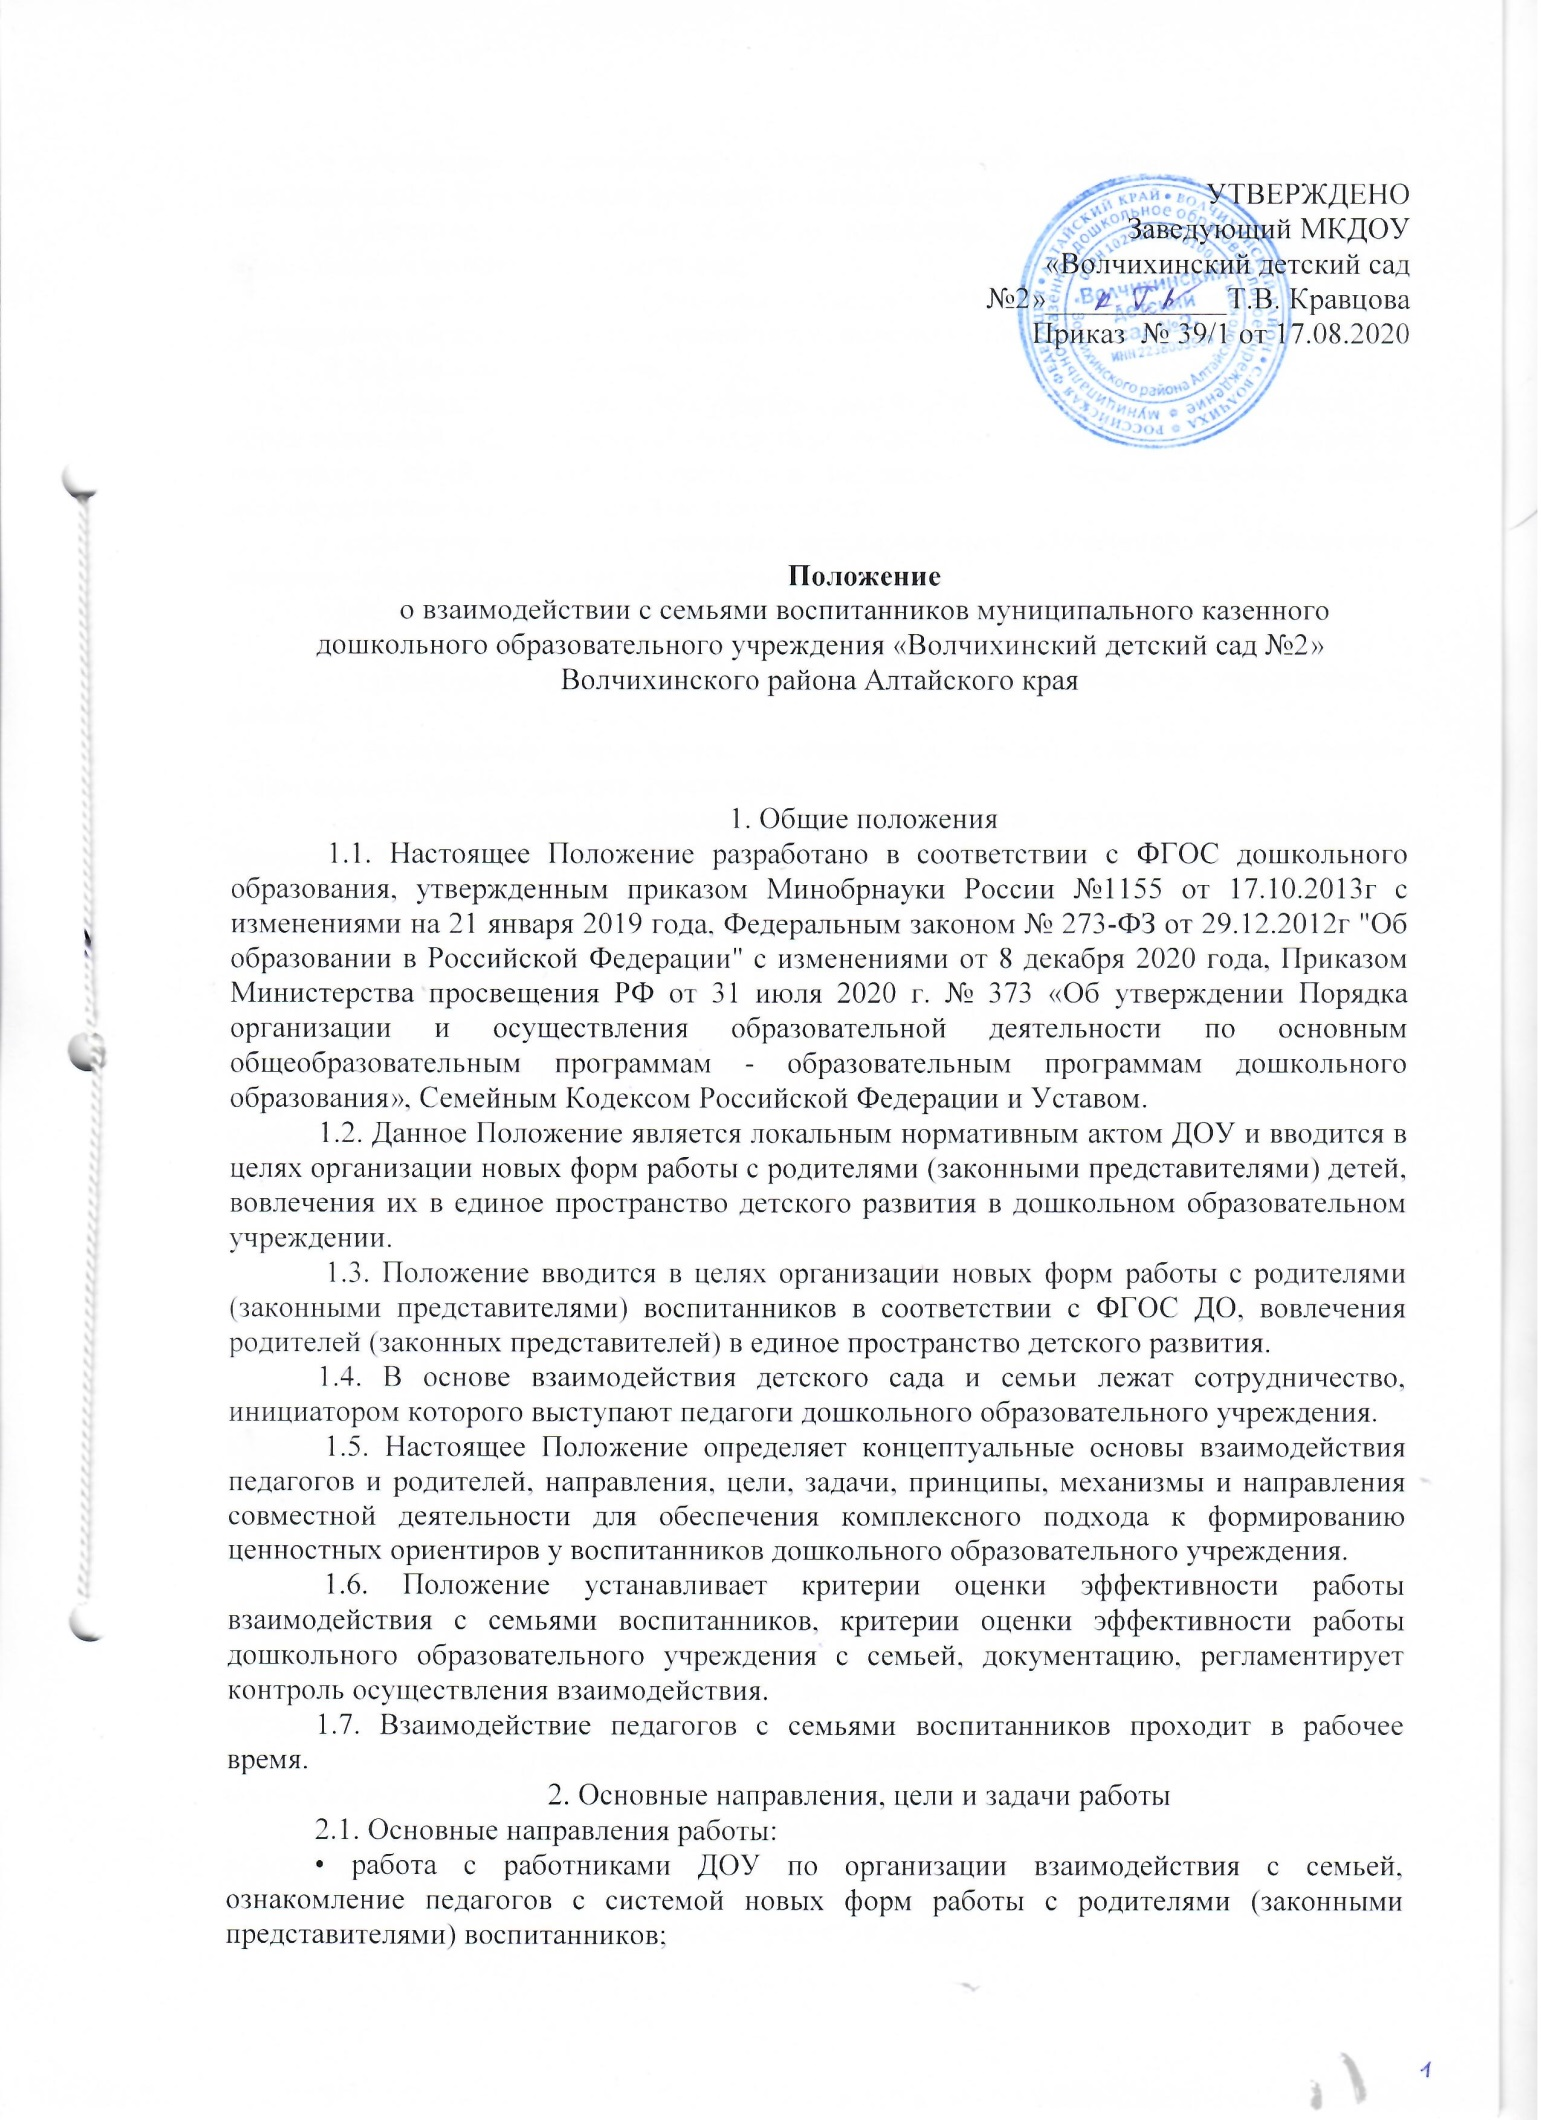 УТВЕРЖДЕНО
Заведующий МКДОУ
«Волчихинский детский сад
№2»____________Т.В. Кравцова
Приказ № 39/1 от 17.08.2020
РОССИЙСКАЯ ФЕДЕРАЦИЯ • АЛТАЙСКИЙ КРАЙ • ВОЛЧИХИНСКИЙ РАЙОН • С.ВОЛЧИХА
«Волчихинский
детский
сад №2»
Положение
о взаимодействии с семьями воспитанников муниципального казенного
дошкольного образовательного учреждения «Волчихинский детский сад №2»
Волчихинского района Алтайского края
1. Общие положения
1.1. Настоящее Положение разработано в соответствии с ФГОС дошкольного
образования, утвержденным приказом Минобрнауки России №1155 от 17.10.2013г с
изменениями на 21 января 2019 года, Федеральным законом № 273-ФЗ от 29.12.2012г "Об
образовании в Российской Федерации" с изменениями от 8 декабря 2020 года, Приказом
Министерства просвещения РФ от 31 июля 2020 г. № 373 «Об утверждении Порядка
организации и осуществления образовательной деятельности по основным
общеобразовательным программам - образовательным программам дошкольного
образования», Семейным Кодексом Российской Федерации и Уставом.
1.2. Данное Положение является локальным нормативным актом ДОУ и вводится в
целях организации новых форм работы с родителями (законными представителями) детей,
вовлечения их в единое пространство детского развития в дошкольном образовательном
учреждении.
1.3. Положение вводится в целях организации новых форм работы с родителями
(законными представителями) воспитанников в соответствии с ФГОС ДО, вовлечения
родителей (законных представителей) в единое пространство детского развития.
1.4. В основе взаимодействия детского сада и семьи лежат сотрудничество,
инициатором которого выступают педагоги дошкольного образовательного учреждения.
1.5. Настоящее Положение определяет концептуальные основы взаимодействия
педагогов и родителей, направления, цели, задачи, принципы, механизмы и направления
совместной деятельности для обеспечения комплексного подхода к формированию
ценностных ориентиров у воспитанников дошкольного образовательного учреждения.
1.6. Положение устанавливает критерии оценки эффективности работы
взаимодействия с семьями воспитанников, критерии оценки эффективности работы
дошкольного образовательного учреждения с семьей, документацию, регламентирует
контроль осуществления взаимодействия.
1.7. Взаимодействие педагогов с семьями воспитанников проходит в рабочее
время.
2. Основные направления, цели и задачи работы
2.1. Основные направления работы:
• работа с работниками ДОУ по организации взаимодействия с семьей,
ознакомление педагогов с системой новых форм работы с родителями (законными
представителями) воспитанников;
1